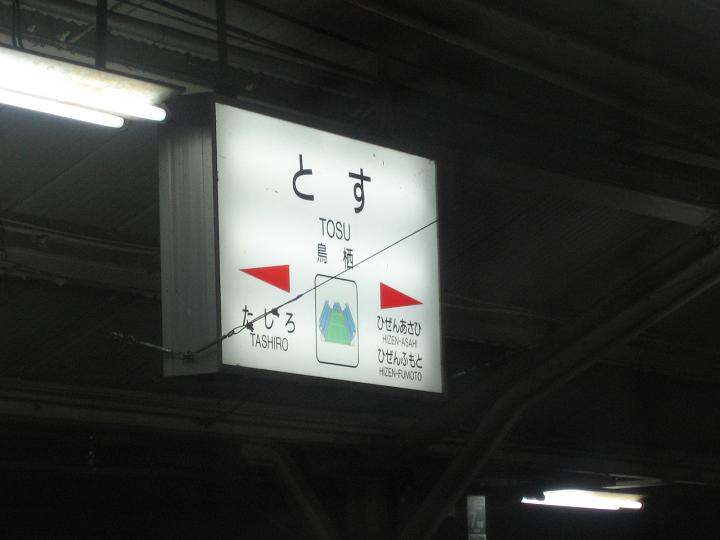 とす
TOSU
鳥栖
たしろ
TASHIRO
ひぜんあさひ
HIZEN-ASAHI
ひぜんふもと
HIZEN-FUMOTO